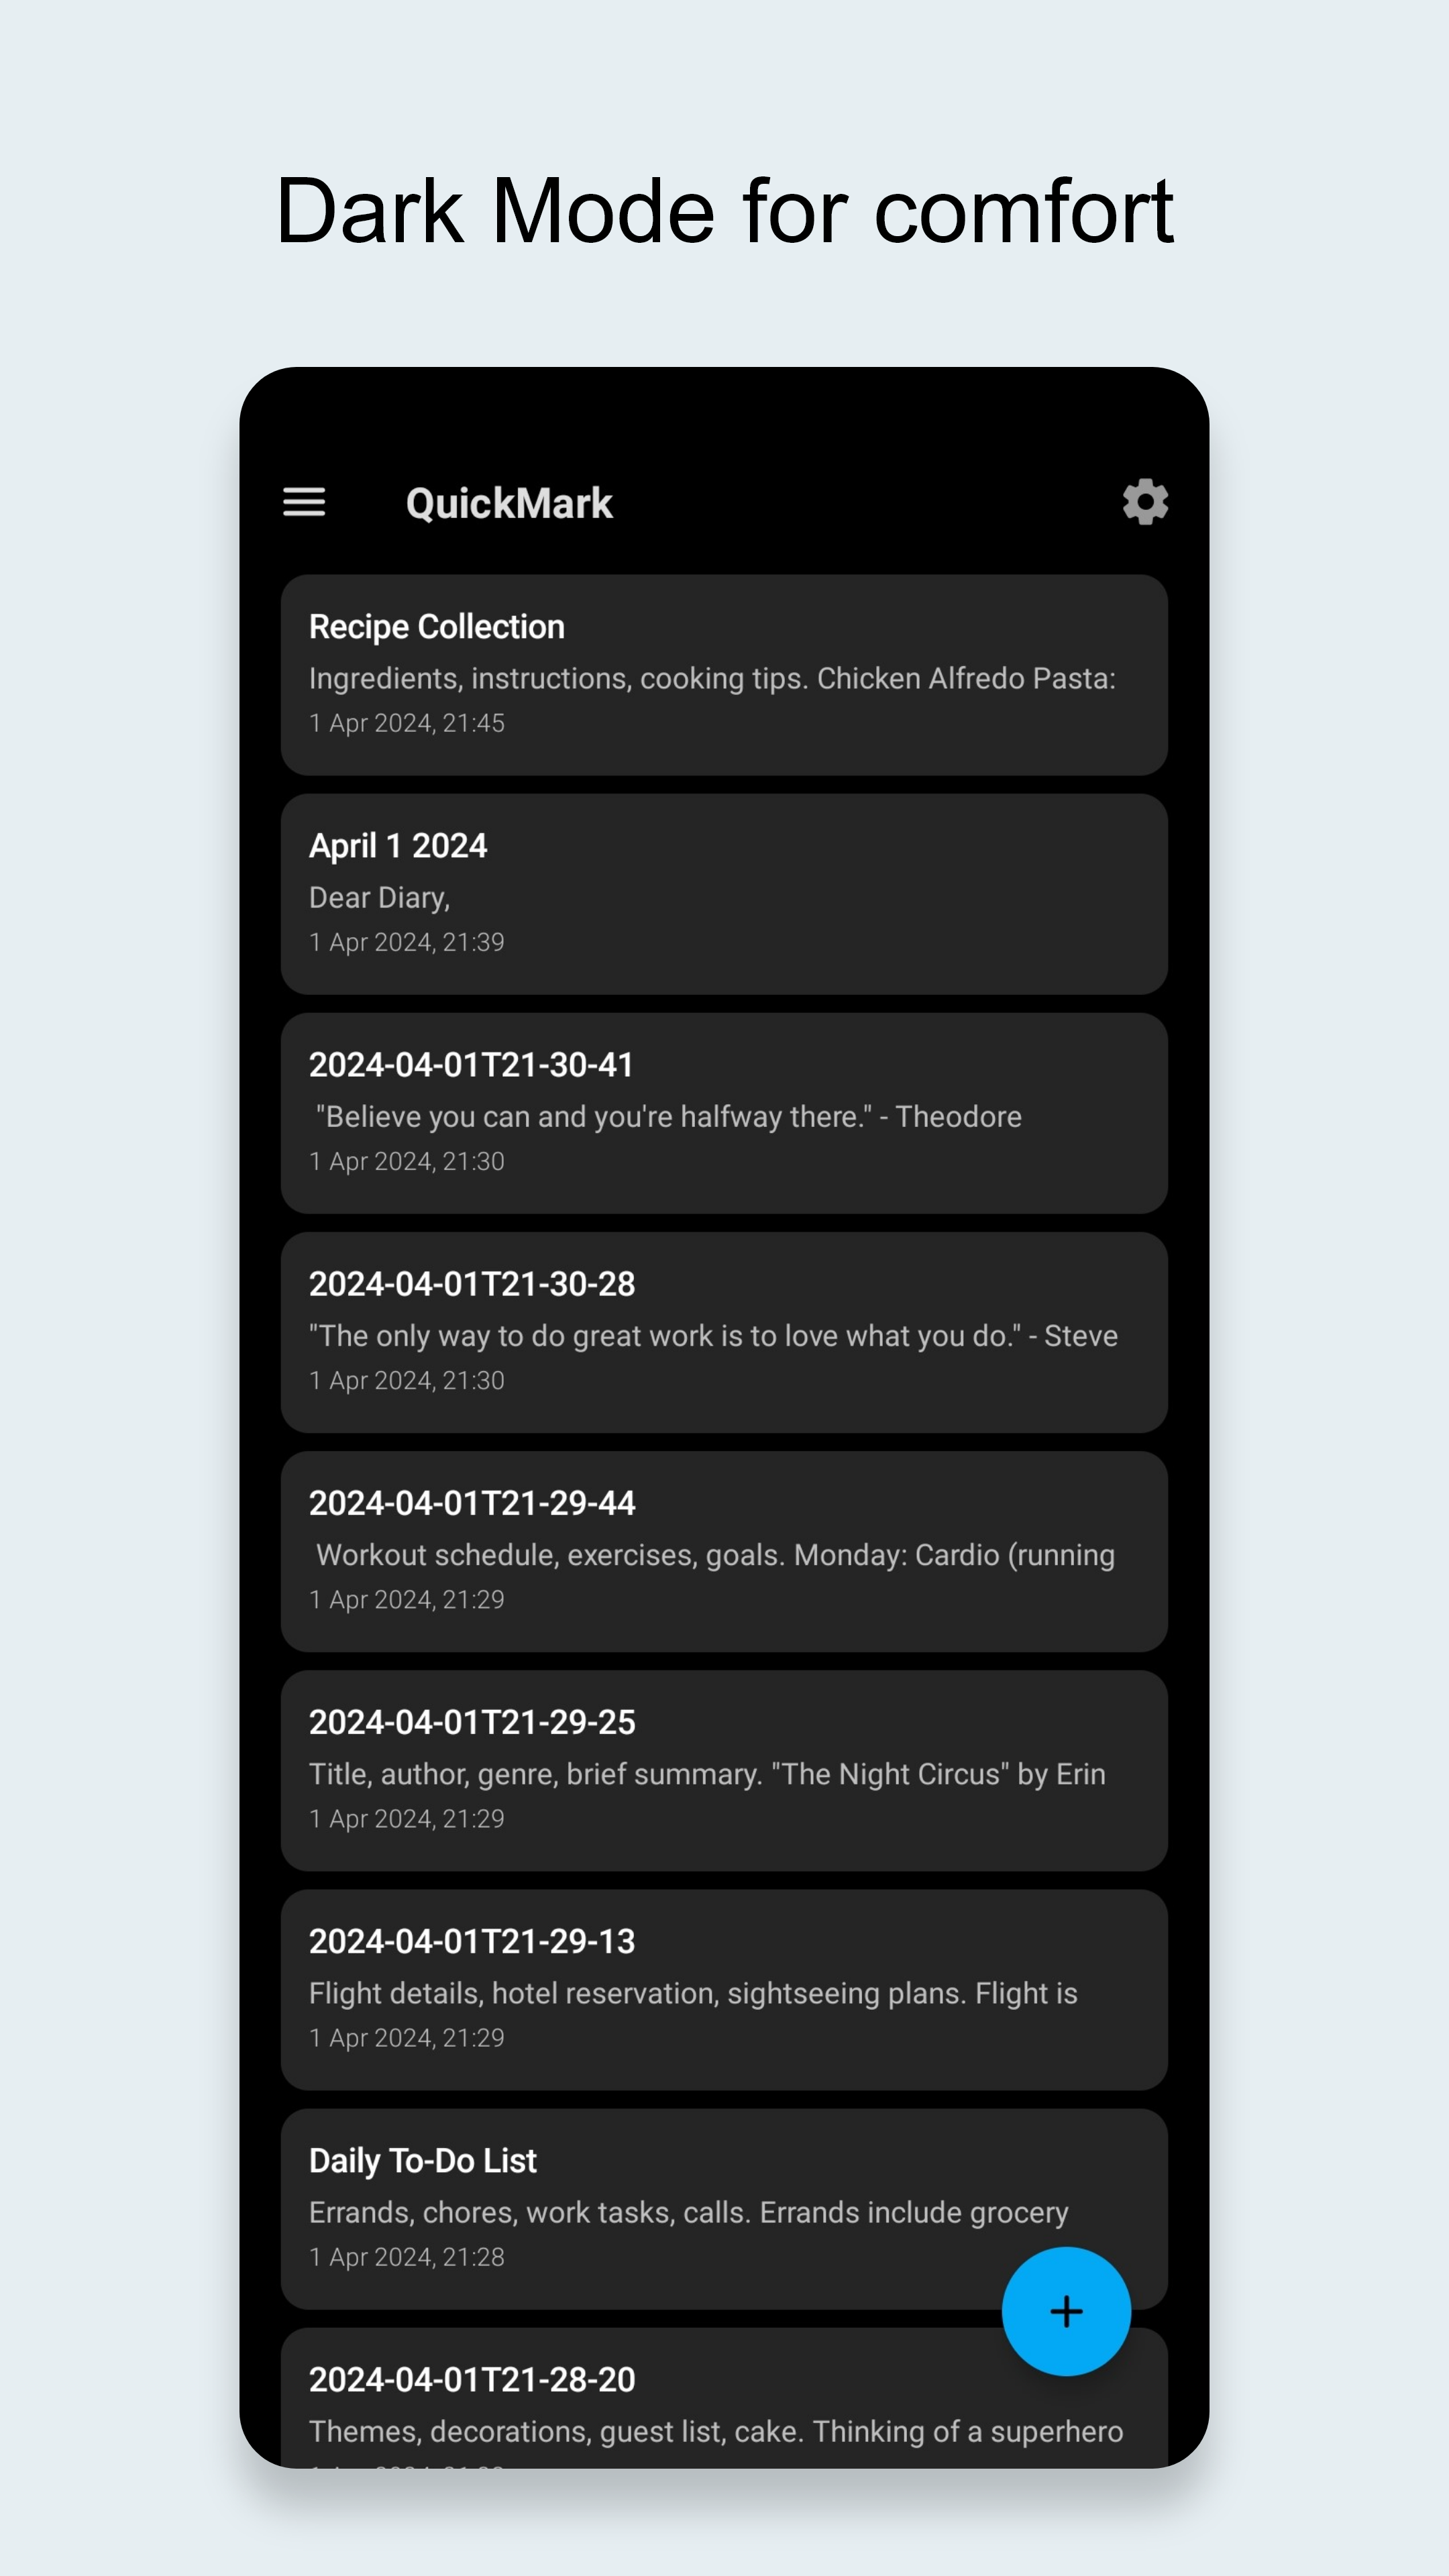 Dark Mode for comfort
QuickMark
Recipe Collection
Ingredients, instructions, cooking tips. Chicken Alfredo Pasta:
1 Apr 2024, 21:45
April 1 2024
Dear Diary,
1 Apr 2024, 21:39
2024-04-01T21-30-41
"Believe you can and you're halfway there." - Theodore
1 Apr 2024, 21:30
2024-04-01T21-30-28
"The only way to do great work is to love what you do." - Steve
1 Apr 2024, 21:30
2024-04-01T21-29-44
Workout schedule, exercises, goals. Monday: Cardio (running
1 Apr 2024, 21:29
2024-04-01T21-29-25
Title, author, genre, brief summary. "The Night Circus" by Erin
1 Apr 2024, 21:29
2024-04-01T21-29-13
Flight details, hotel reservation, sightseeing plans. Flight is
1 Apr 2024, 21:29
Daily To-Do List
Errands, chores, work tasks, calls. Errands include grocery
1 Apr 2024, 21:28
2024-04-01T21-28-20
Themes, decorations, guest list, cake. Thinking of a superhero